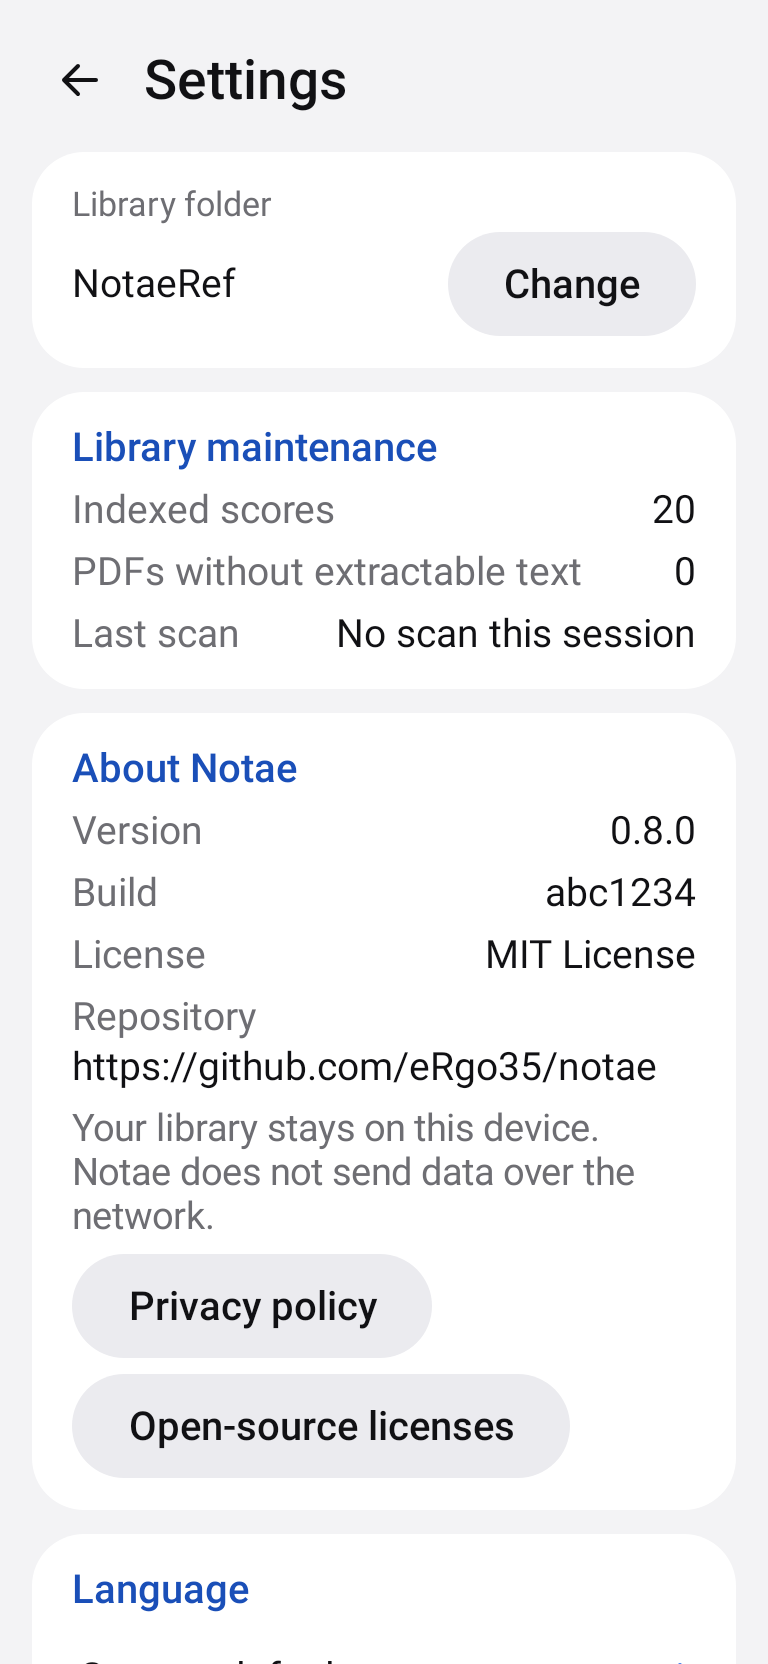 Settings
Library folder
NotaeRef
Change
Library maintenance
Indexed scores 20
PDFs without extractable text 0
Last scan No scan this session
About Notae
Version 0.8.0
Build abc1234
License MIT License
Repository
https://github.com/eRgo35/notae
Your library stays on this device.
Notae does not send data over the
network.
Privacy policy
Open-source licenses
Language